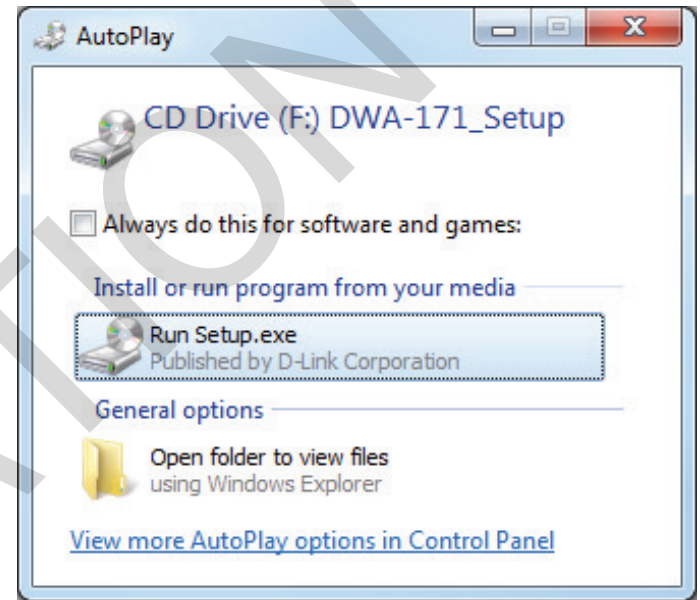 AutoPlay
CD Drive (F:) DWA-171_Setup
Always do this for software and games:
Install or run program from your media
Run Setup.exe
Published by D-Link Corporation
General options
Open folder to view files
using Windows Explorer
View more AutoPlay options in Control Panel